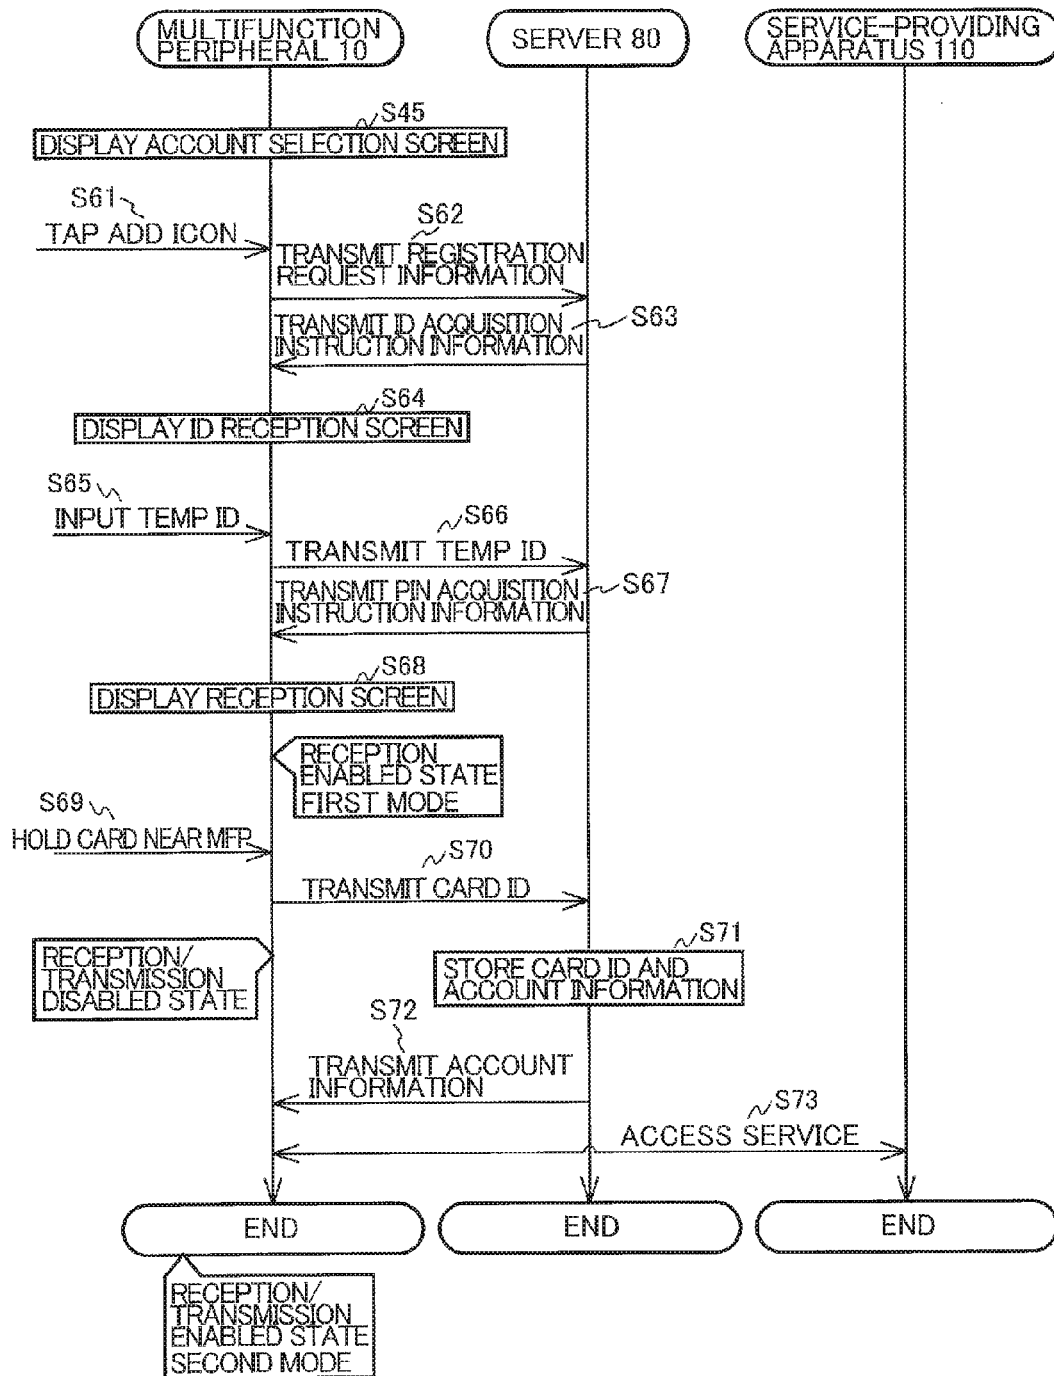 MULTIFUNCTION
PERIPHERAL 10
SERVER 80
SERVICE-PROVIDING
APPARATUS 110
S45
DISPLAY ACCOUNT SELECTION SCREEN
S61
TAP ADD ICON
S62
TRANSMIT REGISTRATION
REQUEST INFORMATION
TRANSMIT ID ACQUISITION
INSTRUCTION INFORMATION
S63
S64
DISPLAY ID RECEPTION SCREEN
S65
INPUT TEMP ID
S66
TRANSMIT TEMP ID
TRANSMIT PIN ACQUISITION
INSTRUCTION INFORMATION
S67
S68
DISPLAY RECEPTION SCREEN
RECEPTION
ENABLED STATE
FIRST MODE
S69
HOLD CARD NEAR MFP
S70
TRANSMIT CARD ID
RECEPTION/
TRANSMISSION
DISABLED STATE
S71
STORE CARD ID AND
ACCOUNT INFORMATION
S72
TRANSMIT ACCOUNT
INFORMATION
S73
ACCESS SERVICE
END
END
END
RECEPTION/
TRANSMISSION
ENABLED STATE
SECOND MODE